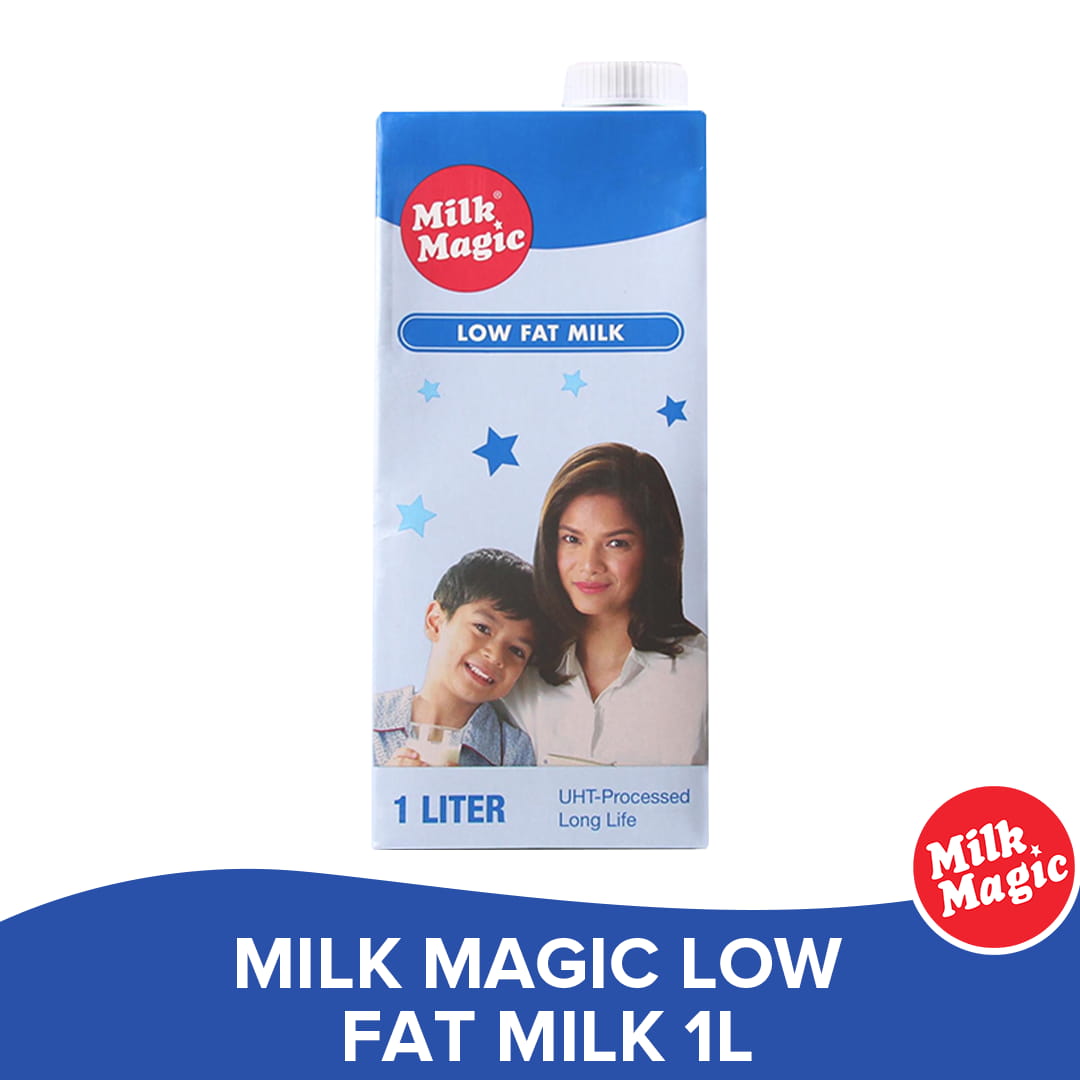 Milk®
Magic
LOW FAT MILK
1 LITER
UHT-Processed
Long Life
Milk
Magic
MILK MAGIC LOW
FAT MILK 1L